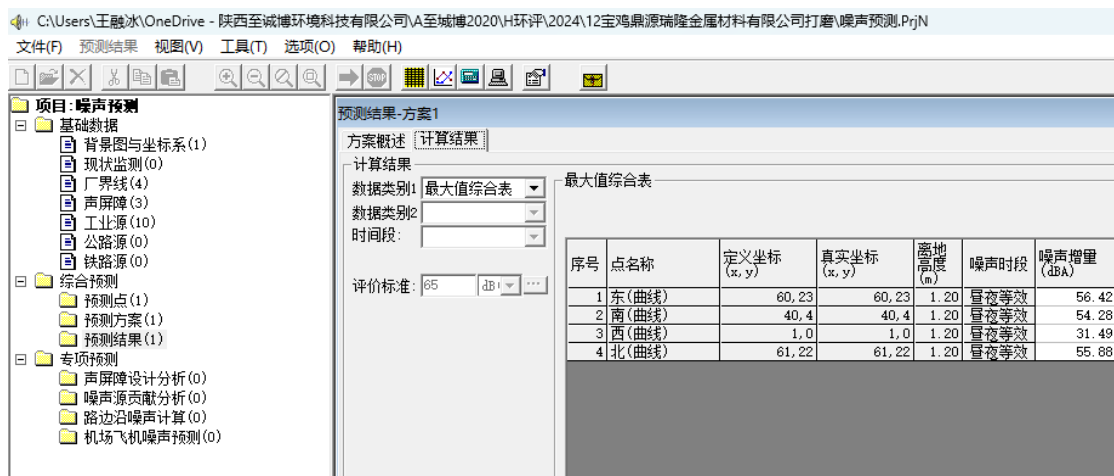 C:\Users\王融冰\OneDrive - 陕西至诚博环境科技有限公司\A至城博2020\H环评\2024\12宝鸡鼎源瑞隆金属材料有限公司打磨\噪声预测.PrjN
文件(F) 预测结果 视图(V) 工具(T) 选项(O) 帮助(H)
STOP
项目:噪声预测
基础数据
背景图与坐标系(1)
现状监测(0)
厂界线(4)
声屏障(3)
工业源(10)
公路源(0)
铁路源(0)
综合预测
预测点(1)
预测方案(1)
预测结果(1)
专项预测
声屏障设计分析(0)
噪声源贡献分析(0)
路边沿噪声计算(0)
机场飞机噪声预测(0)
预测结果-方案1
方案概述 计算结果
计算结果
数据类别1 最大值综合表
数据类别2
时间段:
评价标准: 65 dB( ...
最大值综合表
序号 点名称 定义坐标(x, y) 真实坐标(x, y) 离地高度(m) 噪声时段 噪声增量(dBA)
1 东(曲线) 60,23 60,23 1.20 昼夜等效 56.42
2 南(曲线) 40,4 40,4 1.20 昼夜等效 54.28
3 西(曲线) 1,0 1,0 1.20 昼夜等效 31.49
4 北(曲线) 61,22 61,22 1.20 昼夜等效 55.88